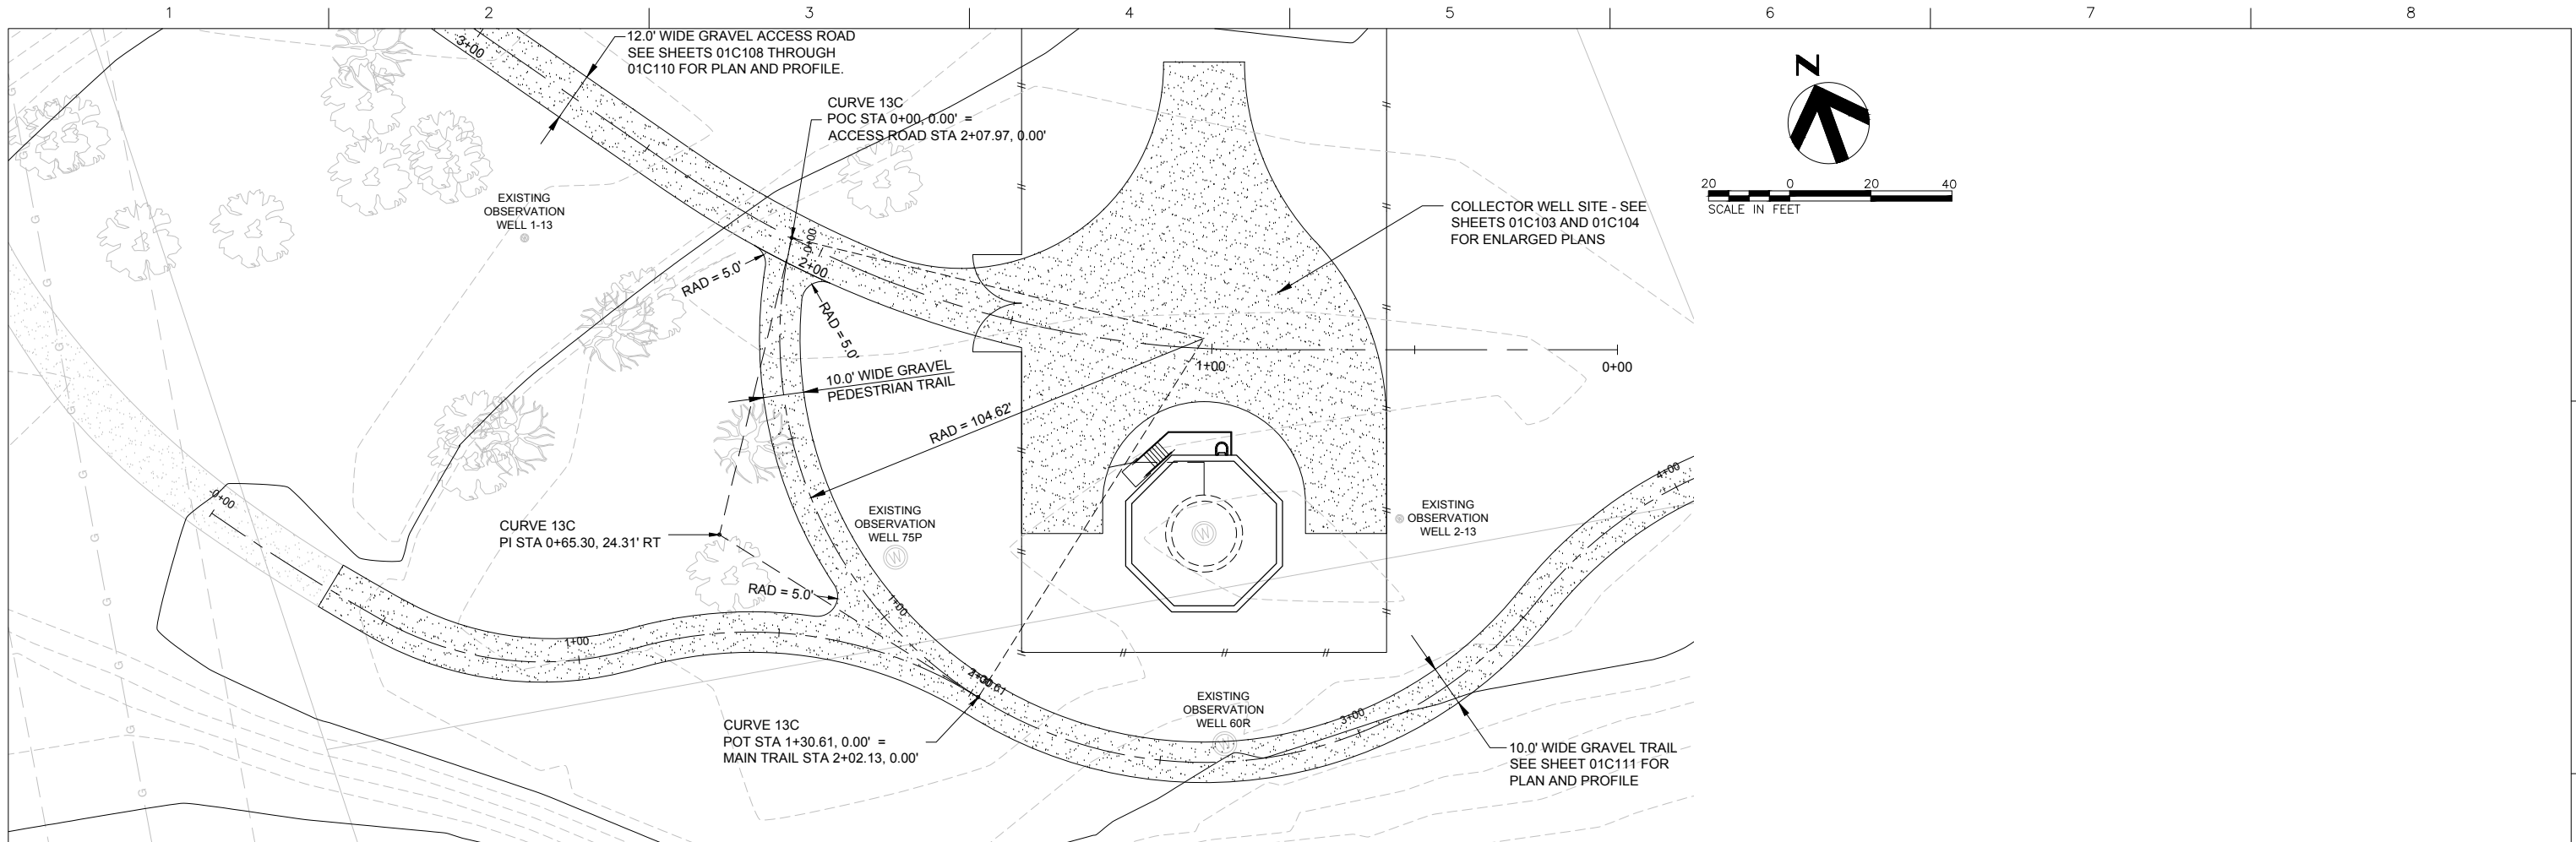 1
2
3
4
5
6
7
8
3+00
12.0' WIDE GRAVEL ACCESS ROAD
SEE SHEETS 01C108 THROUGH
01C110 FOR PLAN AND PROFILE.
CURVE 13C
POC STA 0+00, 0.00' =
ACCESS ROAD STA 2+07.97, 0.00'
N
20 0 20 40
SCALE IN FEET
EXISTING
OBSERVATION
WELL 1-13
COLLECTOR WELL SITE - SEE
SHEETS 01C103 AND 01C104
FOR ENLARGED PLANS
0+00
2+00
RAD = 5.0'
RAD = 5.0'
10.0' WIDE GRAVEL
PEDESTRIAN TRAIL
1+00
0+00
RAD = 104.62'
G
G
G
G
G
G
G
G
-0+00
4+00
EXISTING
OBSERVATION
WELL 75P
W
W
EXISTING
OBSERVATION
WELL 2-13
CURVE 13C
PI STA 0+65.30, 24.31' RT
RAD = 5.0'
1+00
1+00
EXISTING
OBSERVATION
WELL 60R
W
3+00
CURVE 13C
POT STA 1+30.61, 0.00' =
MAIN TRAIL STA 2+02.13, 0.00'
10.0' WIDE GRAVEL TRAIL
SEE SHEET 01C111 FOR
PLAN AND PROFILE